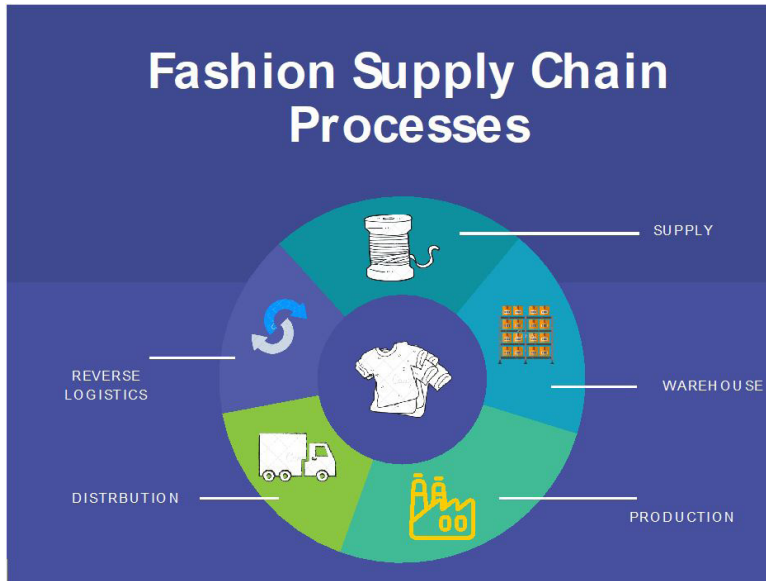 Fashion Supply Chain
Processes
SUPPLY
WAREHOUSE
PRODUCTION
DISTRBUTION
REVERSE
LOGISTICS